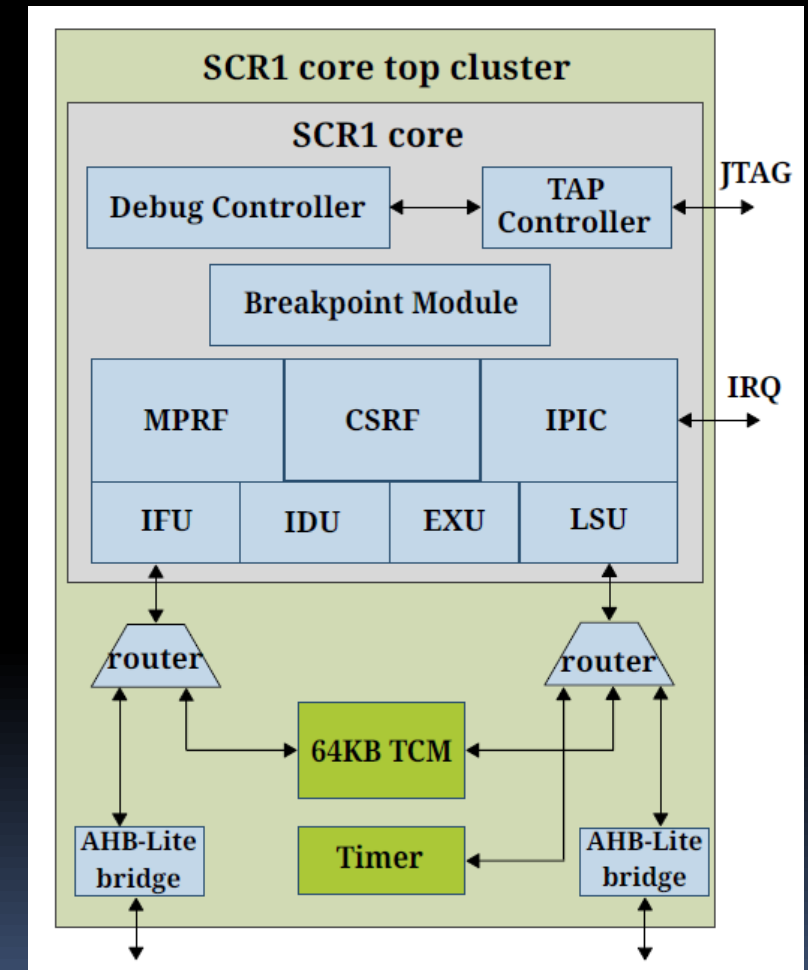 SCR1 core top cluster
SCR1 core
Debug Controller
TAP
Controller
JTAG
Breakpoint Module
MPRF
CSRF
IPIC
IRQ
IFU
IDU
EXU
LSU
router
router
64KB TCM
Timer
AHB-Lite
bridge
AHB-Lite
bridge